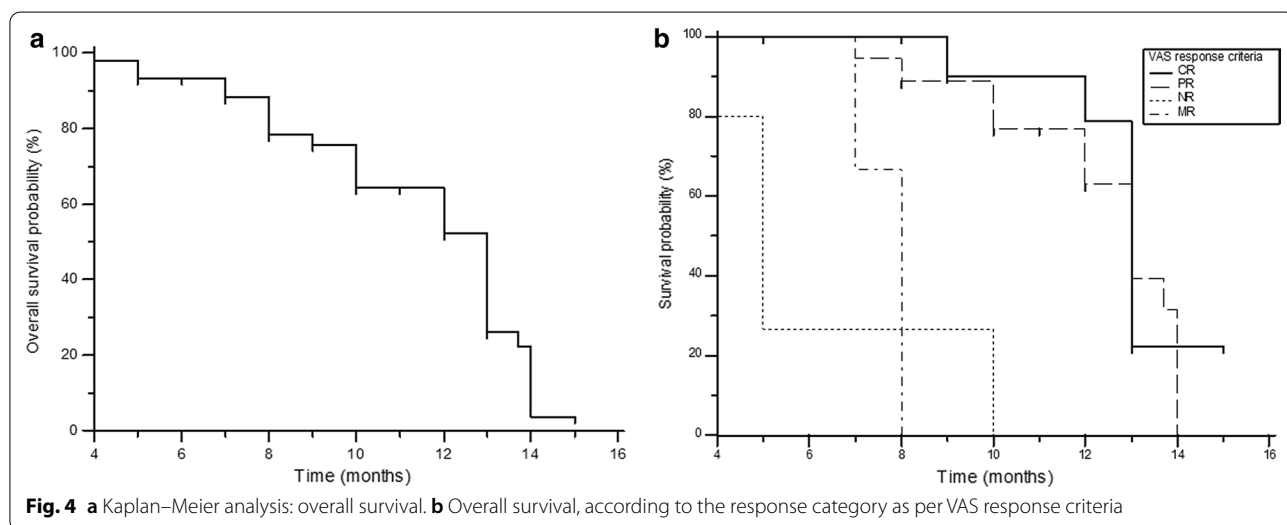 a
100
80
60
40
20
0
Overall survival probability (%)
4 6 8 10 12 14 16
Time (months)
b
100
80
60
40
20
0
Survival probability (%)
4 6 8 10 12 14 16
Time (months)
VAS response criteria
CR
PR
NR
MR
Fig. 4 a Kaplan–Meier analysis: overall survival. b Overall survival, according to the response category as per VAS response criteria